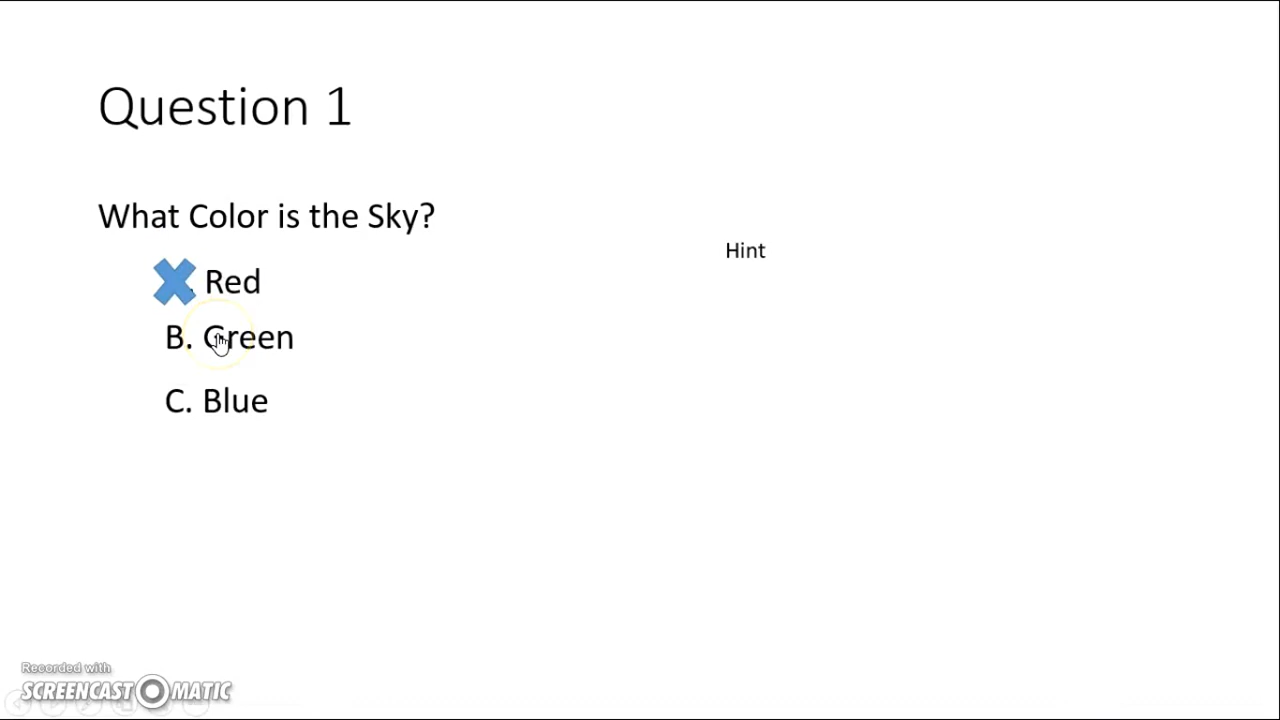 Question 1
What Color is the Sky?
Hint
Red
B. Green
C. Blue
Recorded with
SCREENCAST MATIC